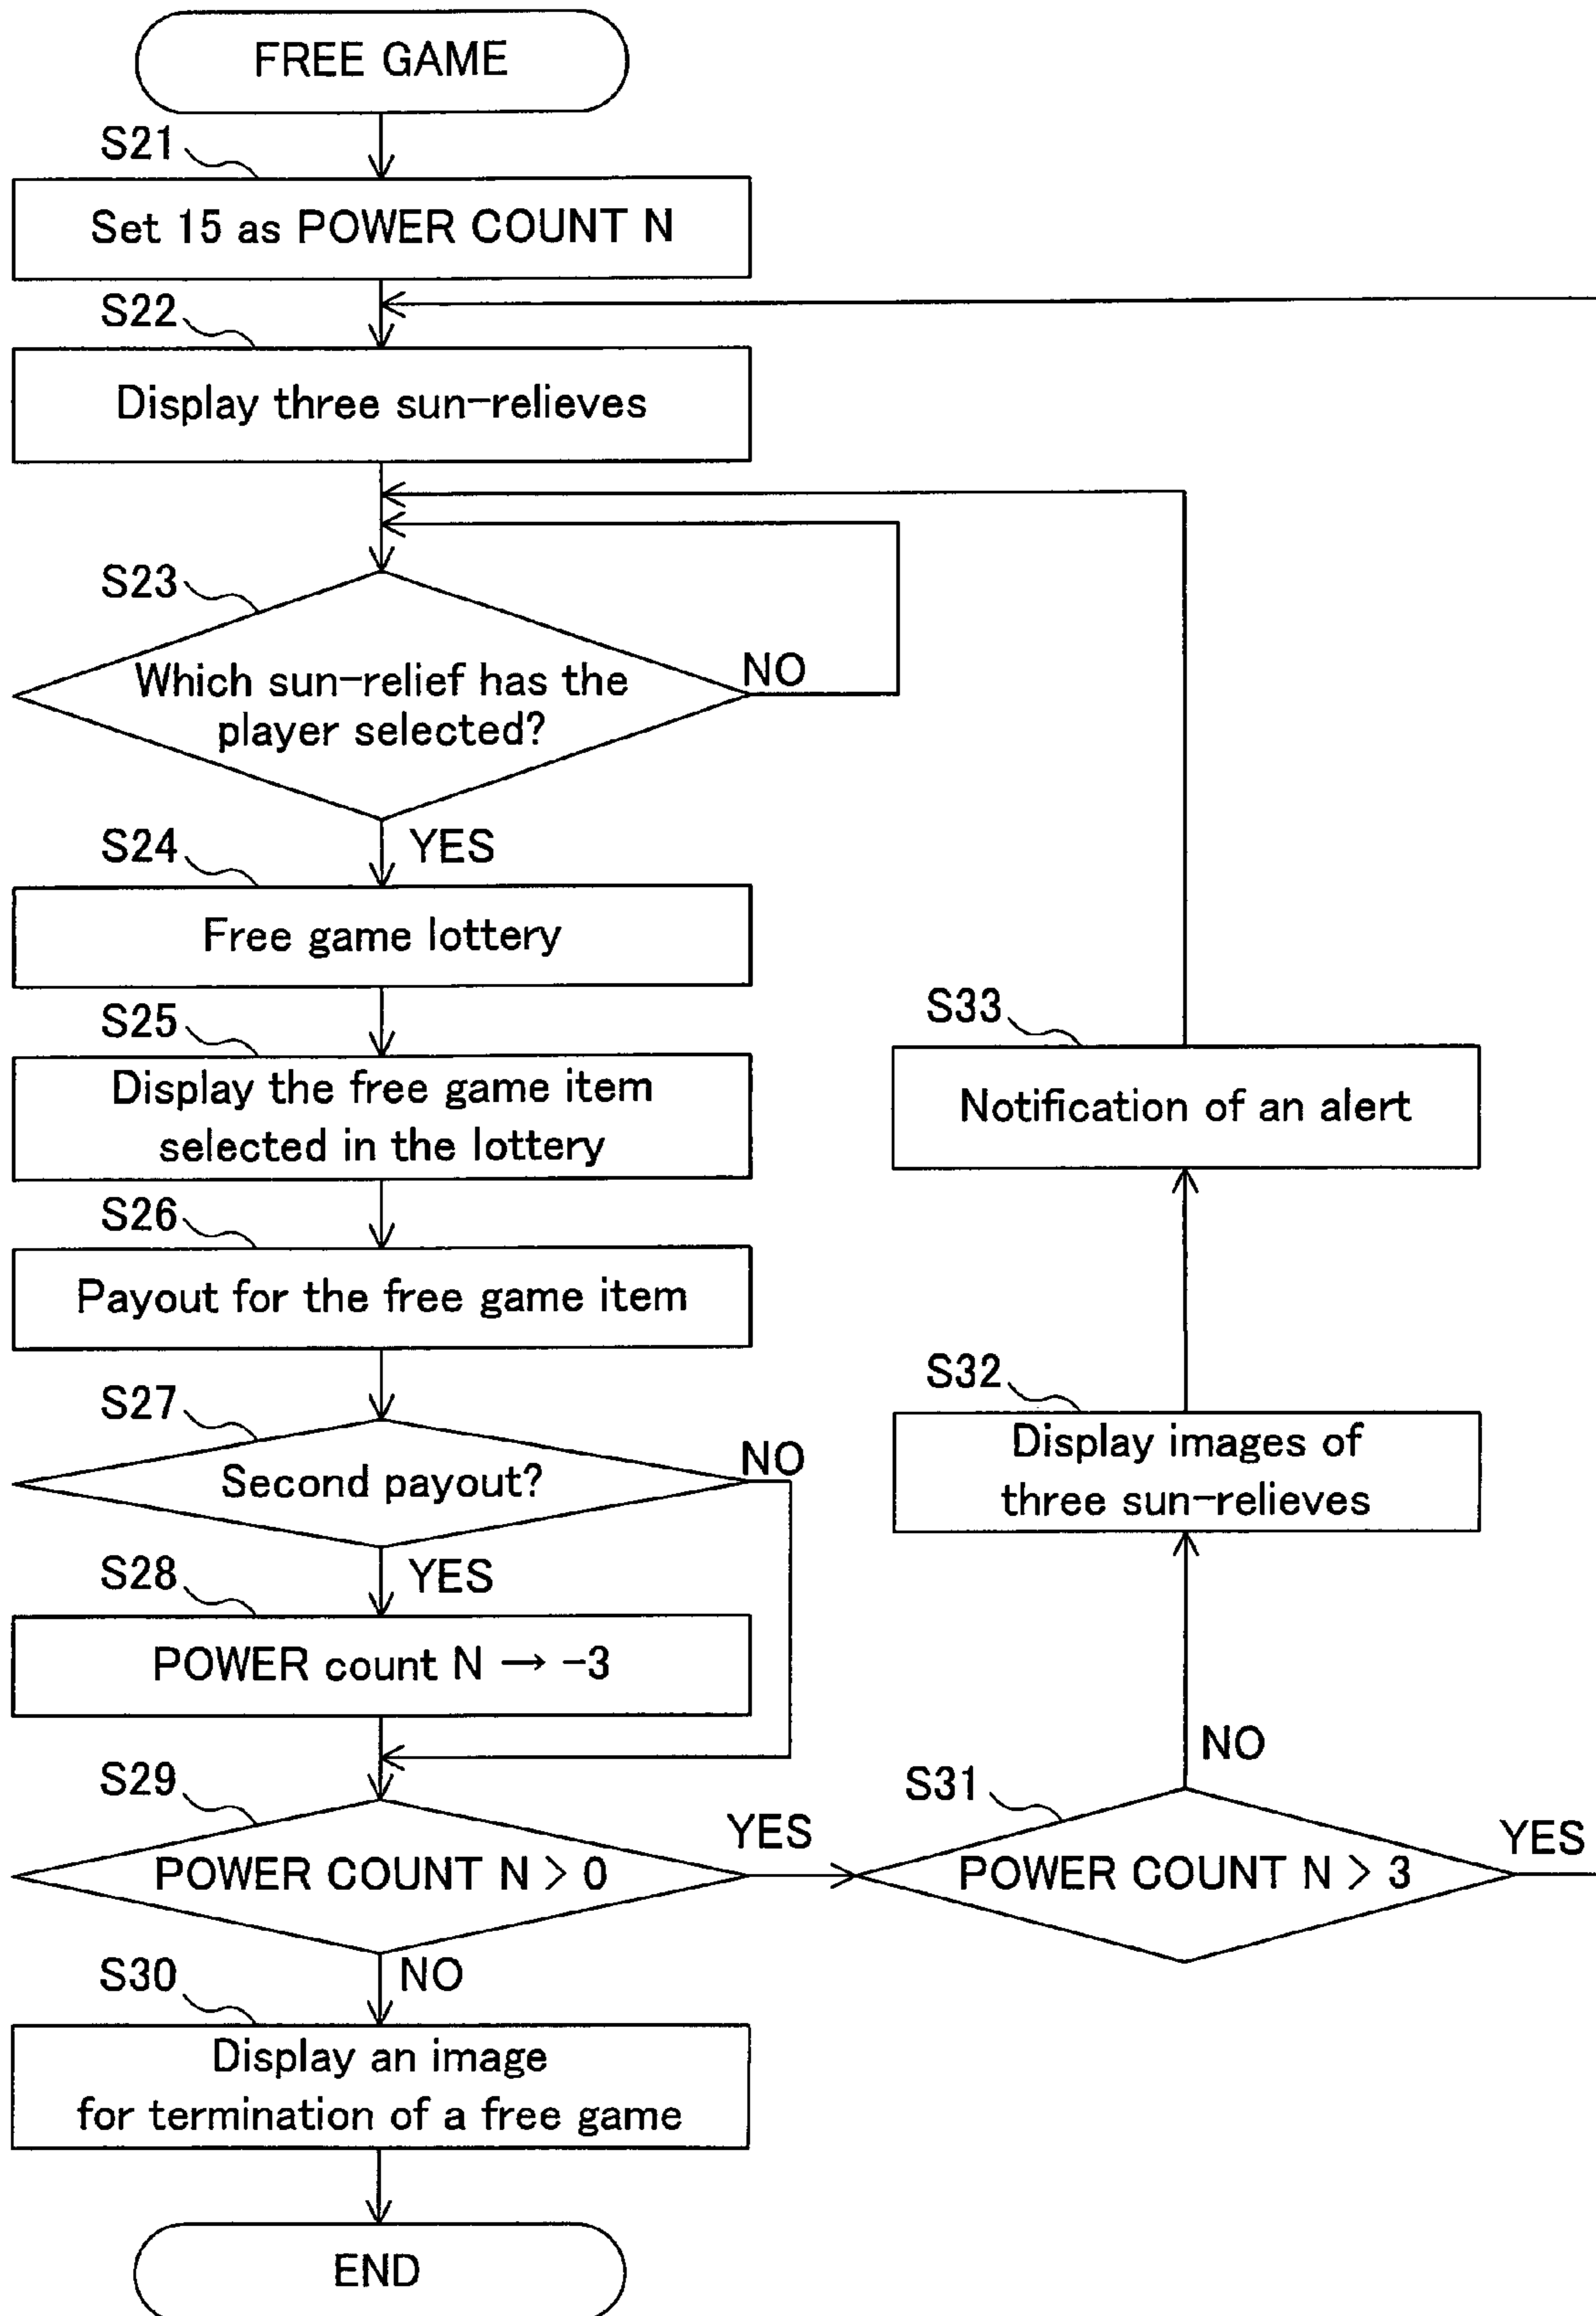 FREE GAME
S21
Set 15 as POWER COUNT N
S22
Display three sun-relieves
S23
Which sun-relief has the
player selected?
NO
YES
S24
Free game lottery
S25
Display the free game item
selected in the lottery
S26
Payout for the free game item
S27
Second payout?
NO
YES
S28
POWER count N → -3
S29
POWER COUNT N > 0
YES
NO
S30
Display an image
for termination of a free game
END
S31
POWER COUNT N > 3
YES
NO
S32
Display images of
three sun-relieves
S33
Notification of an alert